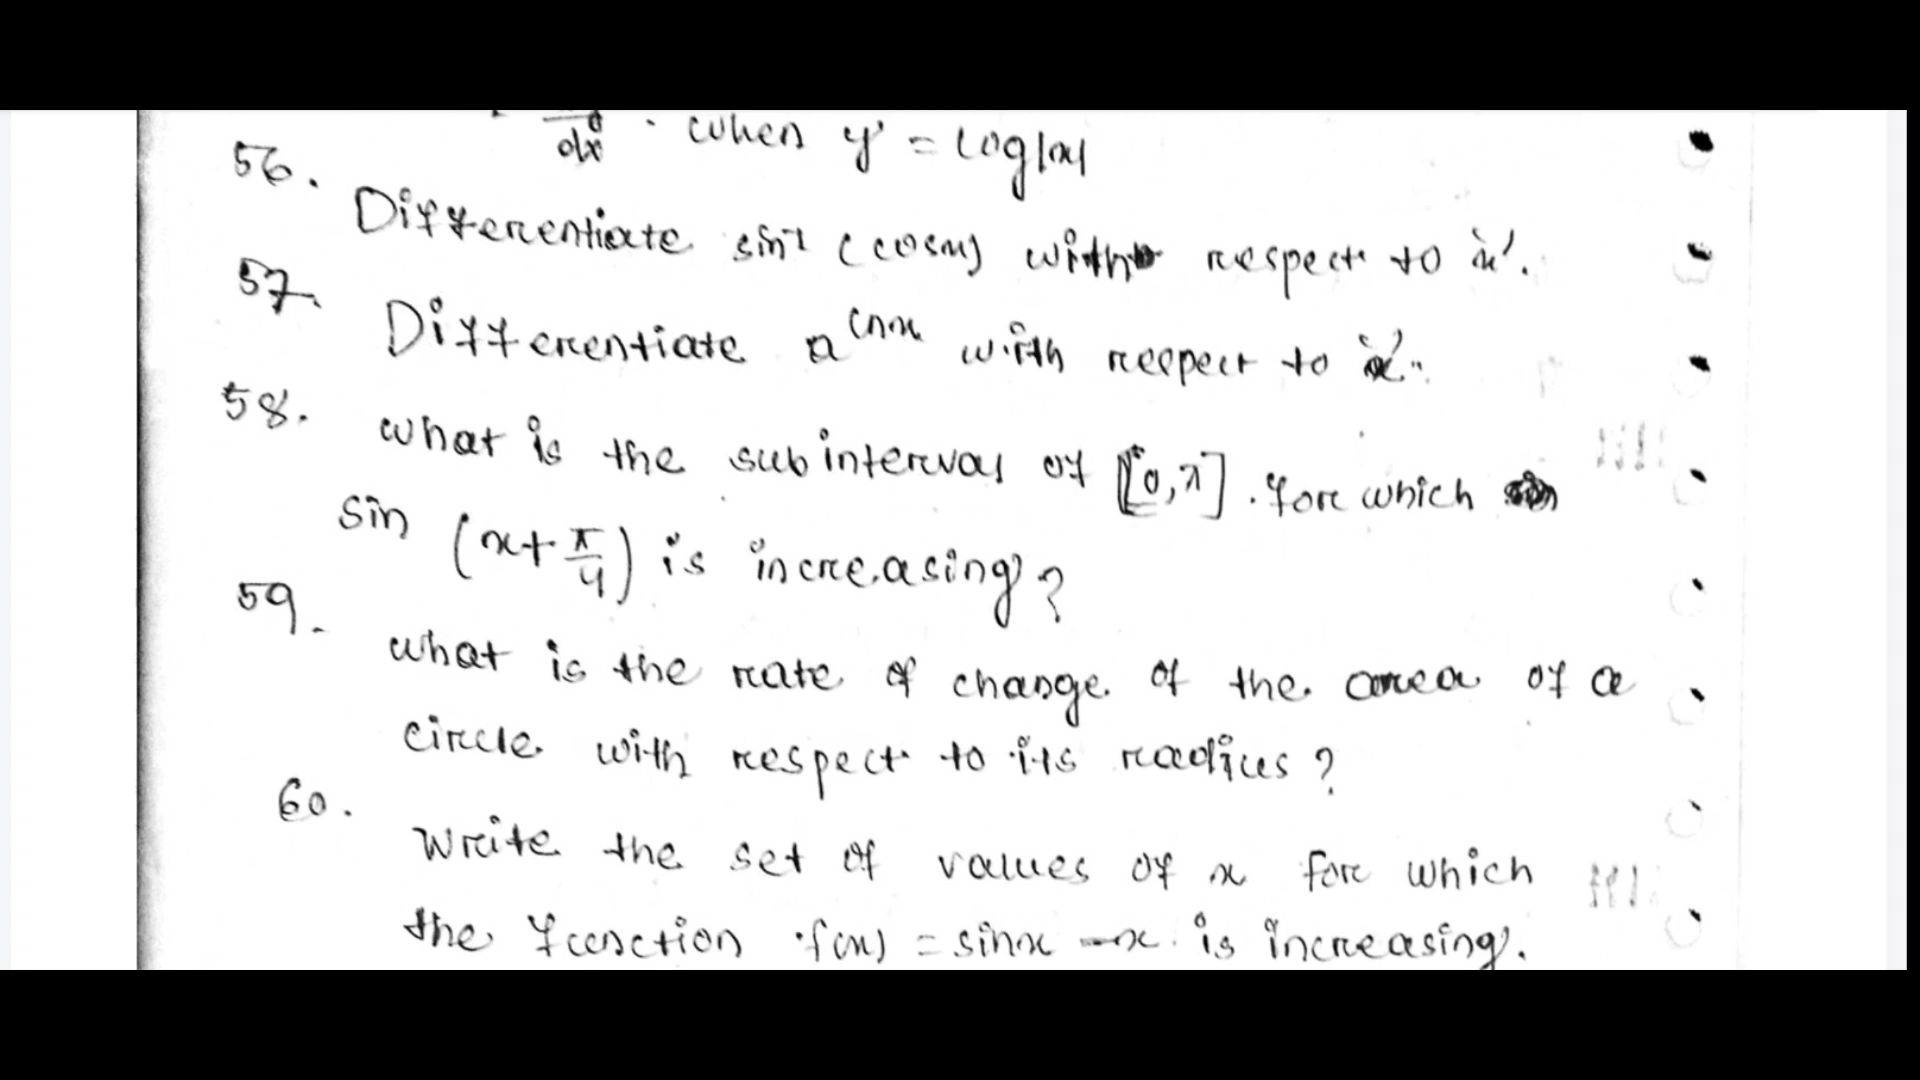 dy/dx . when y = log|x|
56.
Differentiate sin⁻¹ (cosx) with respect to 'x'.
57.
Differentiate a^lnx with respect to 'x'.
58.
what is the subinterval of [0,π] . for which
sin (x+π/4) is increasing?
59.
what is the rate of change of the area of a
circle with respect to its radius ?
60.
Write the set of values of x for which
the function f(x) = sinx -x is increasing.